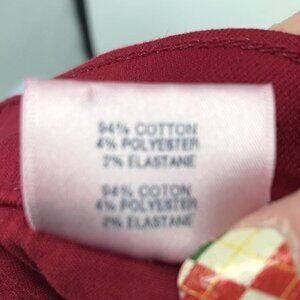 94% COTTON
4% POLYESTER
2% ELASTANE
94% COTON
4% POLYESTER
2% ELASTANE